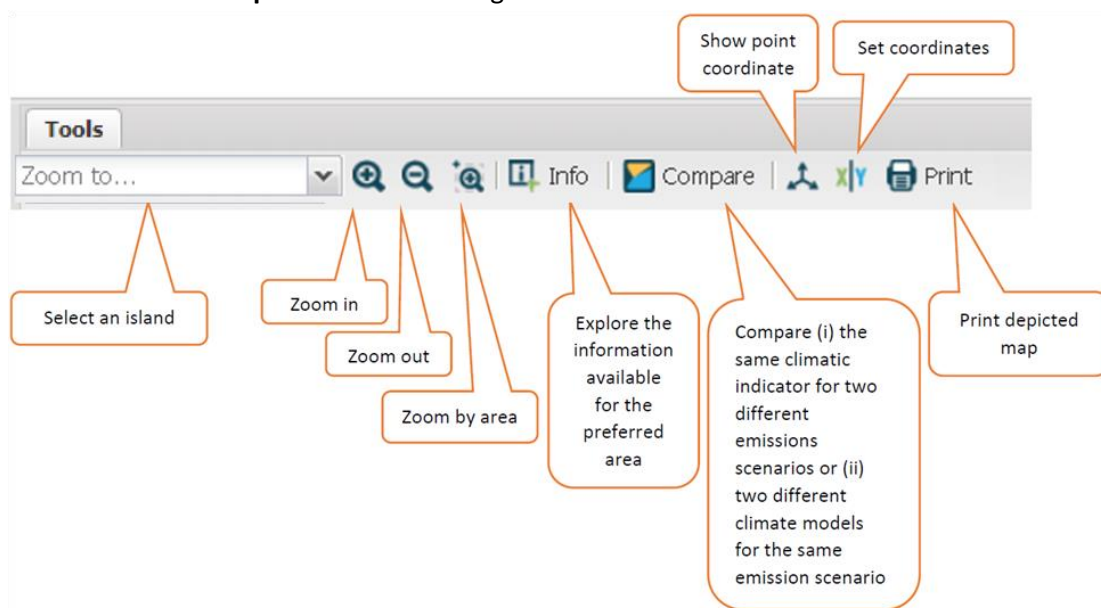 Show point
coordinate
Set coordinates
Tools
Zoom to...
Info
Compare
X|Y
Print
Select an island
Zoom in
Zoom out
Zoom by area
Explore the
information
available
for the
preferred
area
Compare (i) the
same climatic
indicator for two
different
emissions
scenarios or (ii)
two different
climate models
for the same
emission scenario
Print depicted
map